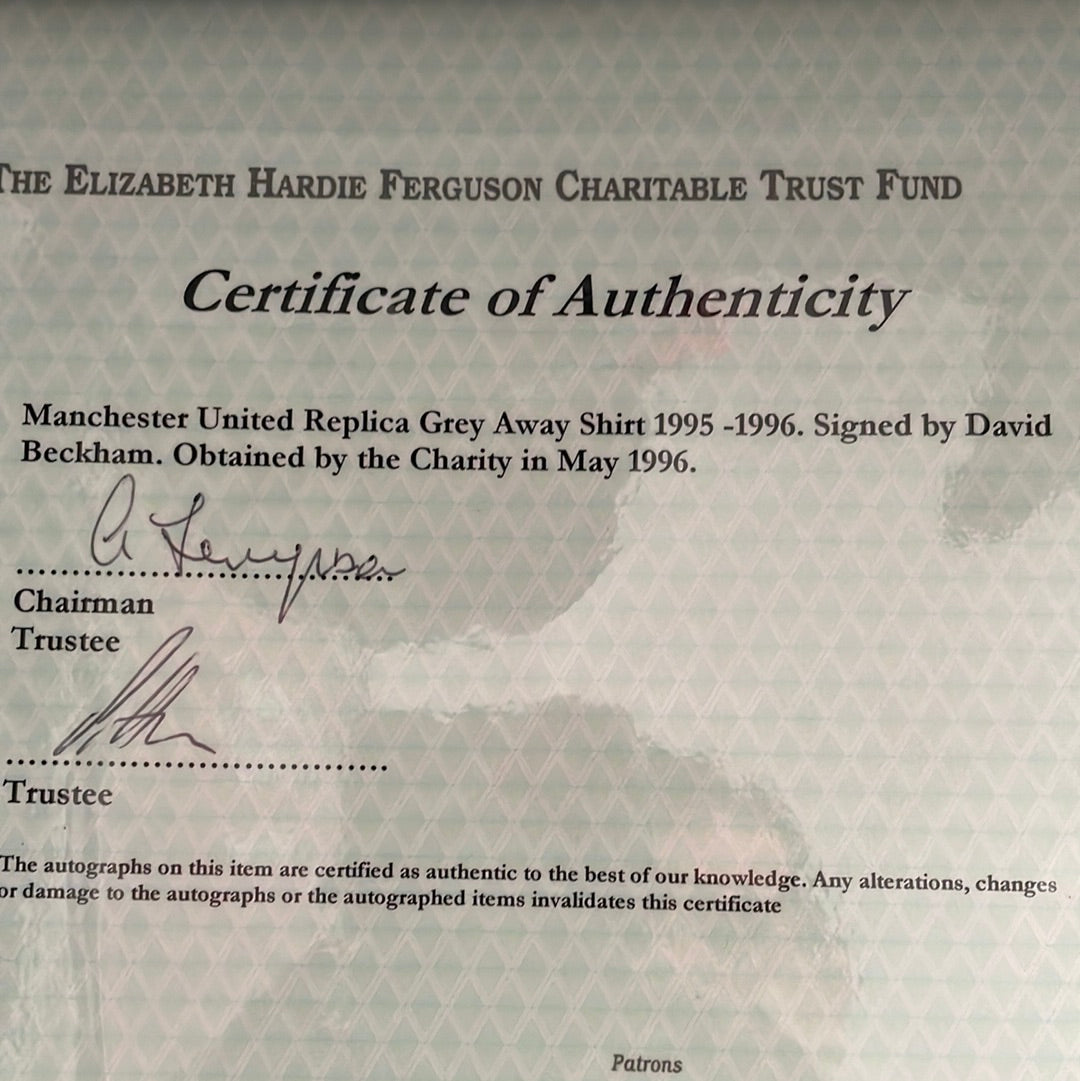 THE ELIZABETH HARDIE FERGUSON CHARITABLE TRUST FUND
Certificate of Authenticity
Manchester United Replica Grey Away Shirt 1995 -1996. Signed by David
Beckham. Obtained by the Charity in May 1996.
A Ferguson
Chairman
Trustee
Trustee
The autographs on this item are certified as authentic to the best of our knowledge. Any alterations, changes
or damage to the autographs or the autographed items invalidates this certificate
Patrons